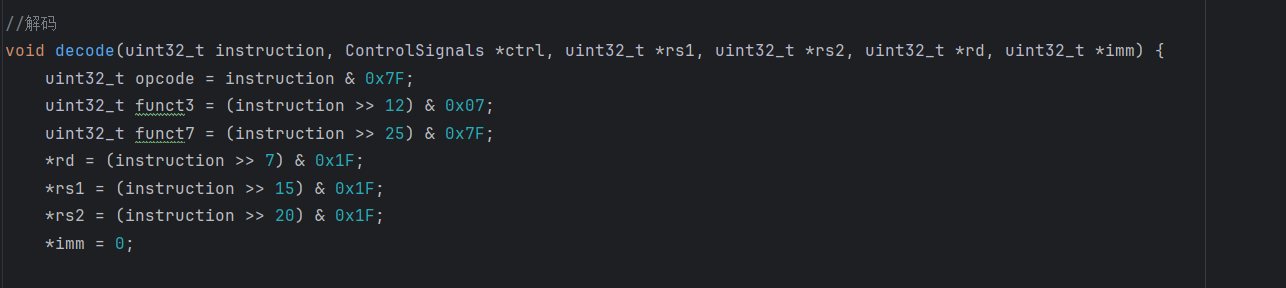 //解码
void decode(uint32_t instruction, ControlSignals *ctrl, uint32_t *rs1, uint32_t *rs2, uint32_t *rd, uint32_t *imm) {
    uint32_t opcode = instruction & 0x7F;
    uint32_t funct3 = (instruction >> 12) & 0x07;
    uint32_t funct7 = (instruction >> 25) & 0x7F;
    *rd = (instruction >> 7) & 0x1F;
    *rs1 = (instruction >> 15) & 0x1F;
    *rs2 = (instruction >> 20) & 0x1F;
    *imm = 0;